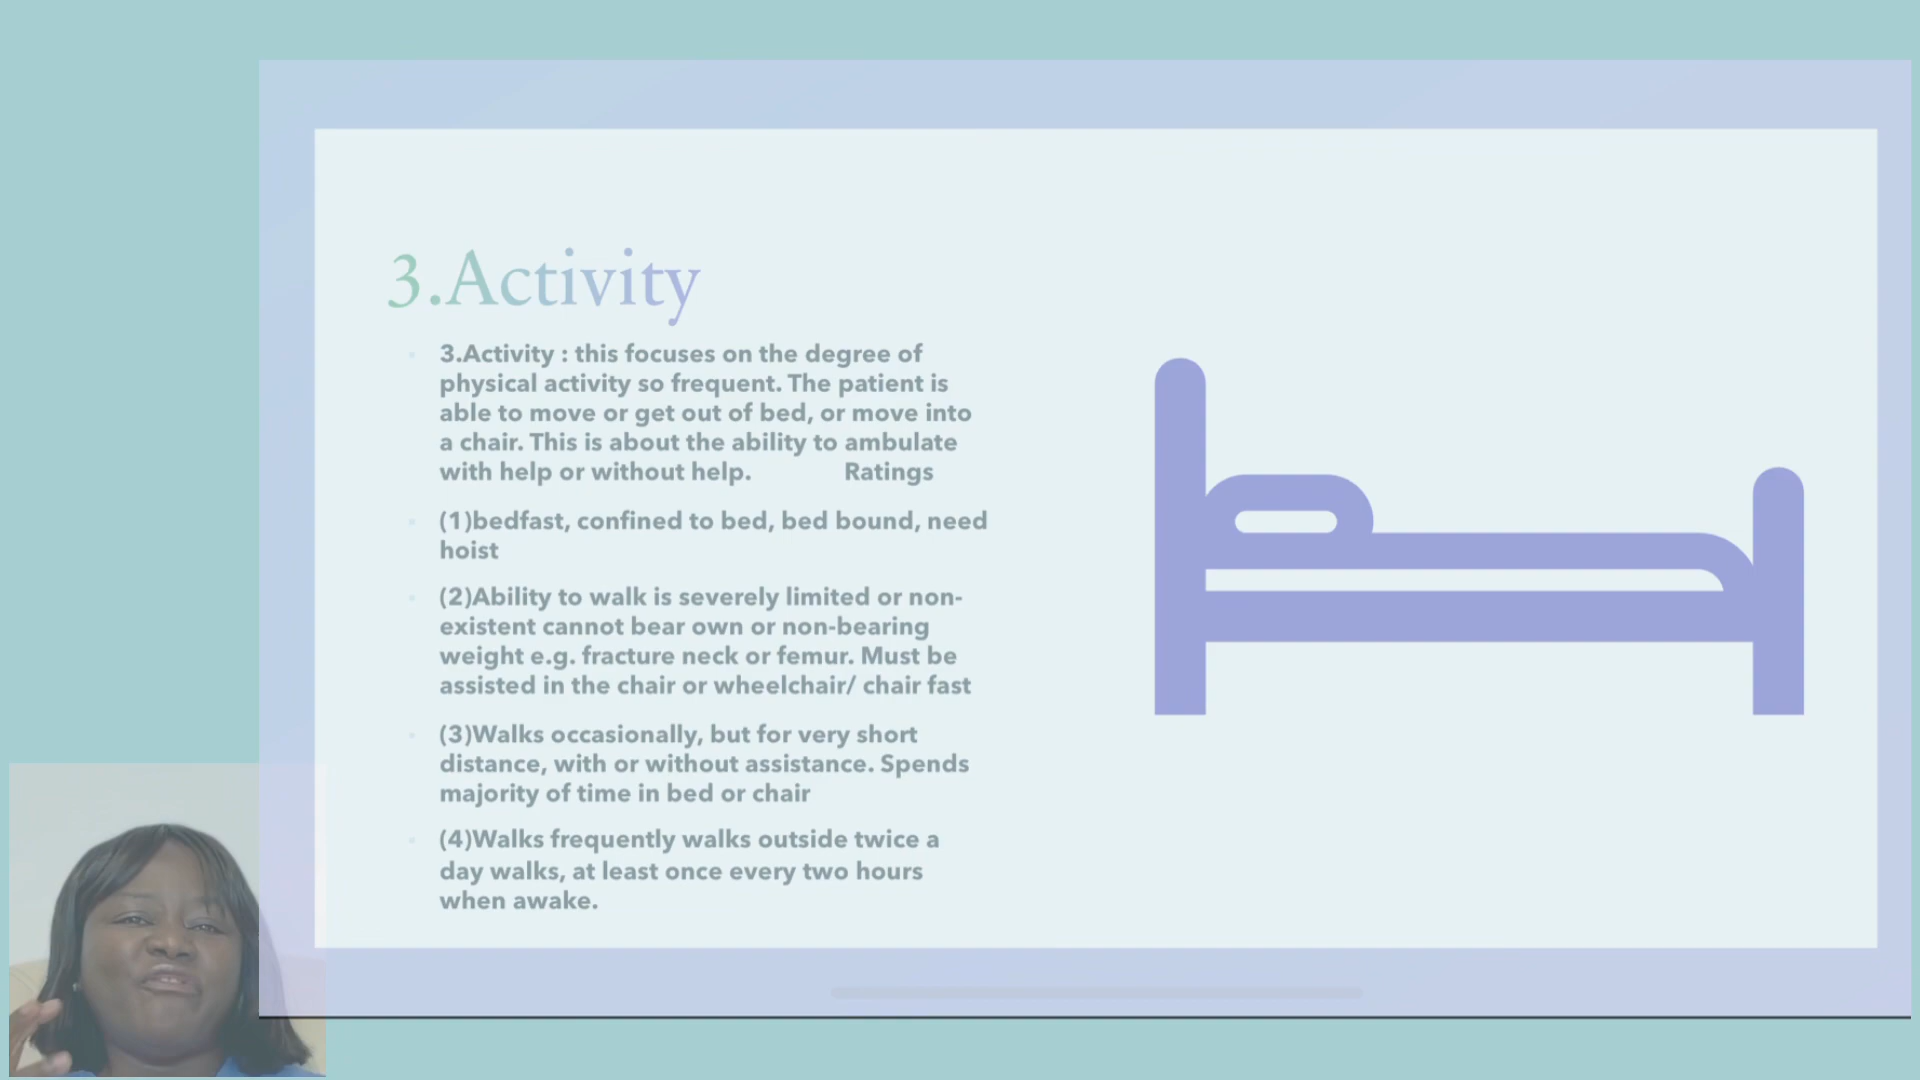 3.Activity
3.Activity : this focuses on the degree of
physical activity so frequent. The patient is
able to move or get out of bed, or move into
a chair. This is about the ability to ambulate
with help or without help. Ratings
(1)bedfast, confined to bed, bed bound, need
hoist
(2)Ability to walk is severely limited or non-
existent cannot bear own or non-bearing
weight e.g. fracture neck or femur. Must be
assisted in the chair or wheelchair/ chair fast
(3)Walks occasionally, but for very short
distance, with or without assistance. Spends
majority of time in bed or chair
(4)Walks frequently walks outside twice a
day walks, at least once every two hours
when awake.